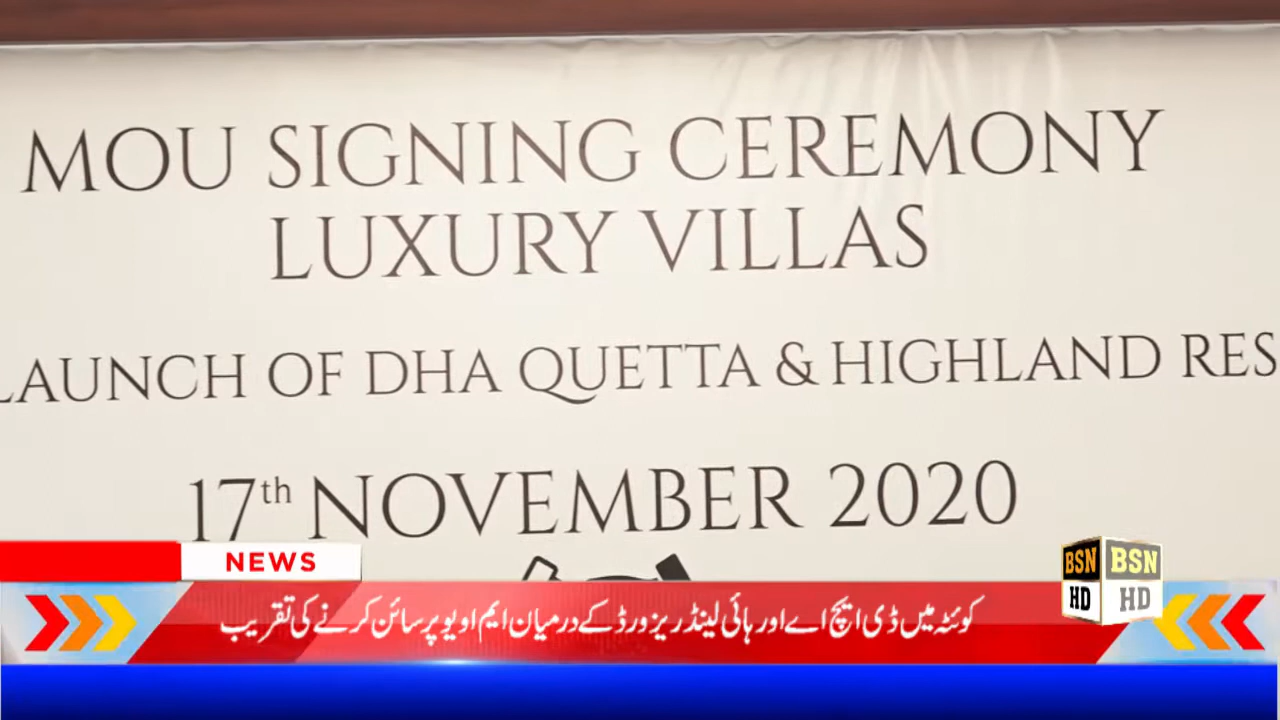 MOU SIGNING CEREMONY
LUXURY VILLAS
LAUNCH OF DHA QUETTA & HIGHLAND RES
17th NOVEMBER 2020
NEWS
BSN BSN
HD HD
کوئٹہ میں ڈی ایچ اے اور ہائی لینڈ ریزورڈ کے درمیان ایم او یو پر سائن کرنے کی تقریب